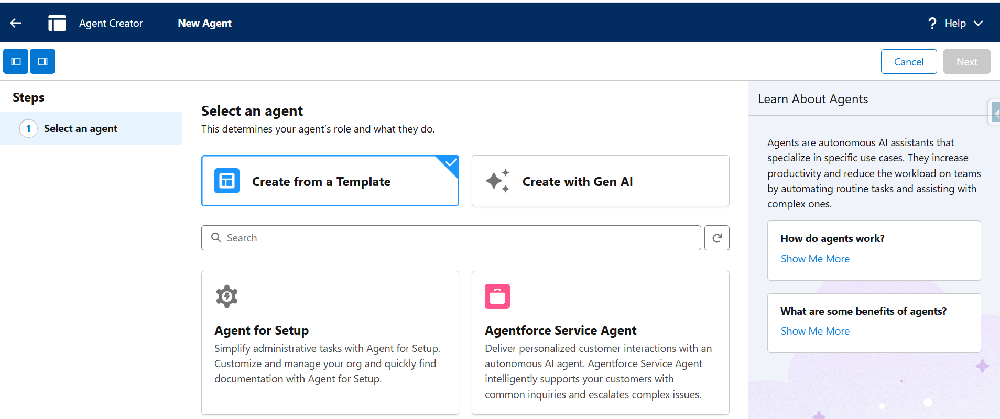 Agent Creator
New Agent
? Help
Cancel
Next
Steps
1 Select an agent
Select an agent
This determines your agent’s role and what they do.
Create from a Template
Create with Gen AI
Search
Agent for Setup
Simplify administrative tasks with Agent for Setup.
Customize and manage your org and quickly find
documentation with Agent for Setup.
Agentforce Service Agent
Deliver personalized customer interactions with an
autonomous AI agent. Agentforce Service Agent
intelligently supports your customers with
common inquiries and escalates complex issues.
Learn About Agents
Agents are autonomous AI assistants that
specialize in specific use cases. They increase
productivity and reduce the workload on teams
by automating routine tasks and assisting with
complex ones.
How do agents work?
Show Me More
What are some benefits of agents?
Show Me More